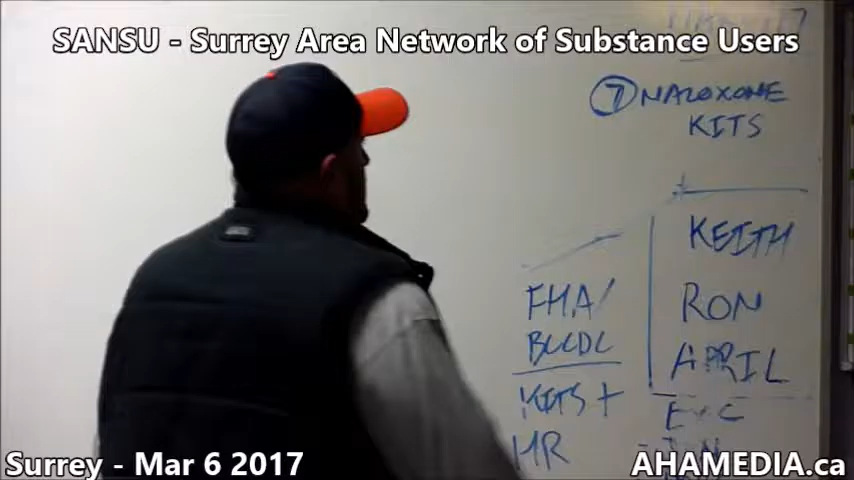 SANSU - Surrey Area Network of Substance Users
7 NALOXONE
KITS
KEITH
RON
APRIL
FHA/
BCCDC
KITS +
HR
Surrey - Mar 6 2017
AHAMEDIA.ca